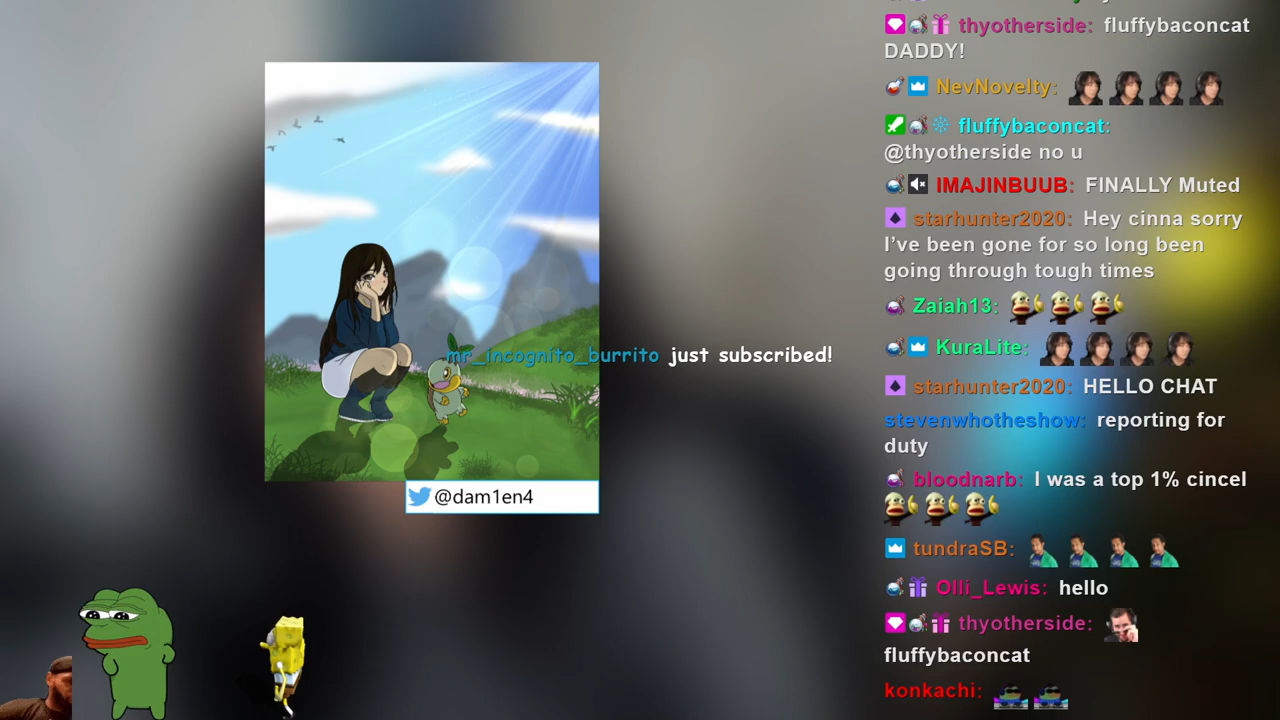 thyotherside: fluffybaconcat
DADDY!
NevNovelty:
fluffybaconcat:
@thyotherside no u
IMAJINBUUB: FINALLY Muted
starhunter2020: Hey cinna sorry
I've been gone for so long been
going through tough times
Zaiah13:
KuraLite:
starhunter2020: HELLO CHAT
stevenwhotheshow: reporting for
duty
bloodnarb: I was a top 1% cincel
tundraSB:
Olli_Lewis: hello
thyotherside:
fluffybaconcat
konkachi:
mr_incognito_burrito just subscribed!
@dam1en4